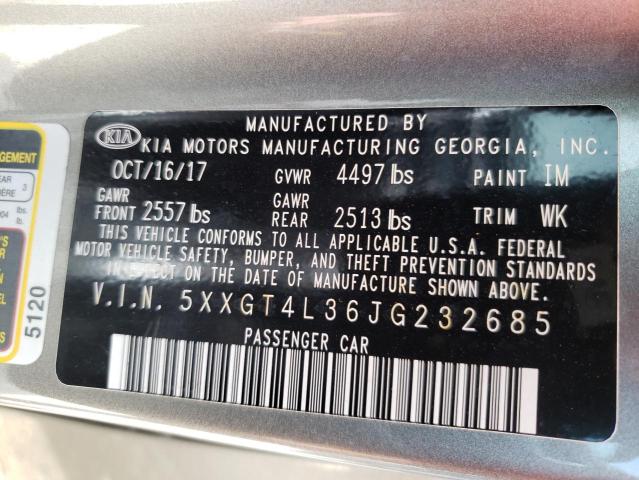 MANUFACTURED BY
KIA KIA MOTORS MANUFACTURING GEORGIA, INC.
OCT/16/17 GVWR 4497 lbs PAINT IM
GAWR FRONT 2557 lbs GAWR REAR 2513 lbs TRIM WK
THIS VEHICLE CONFORMS TO ALL APPLICABLE U.S.A. FEDERAL
MOTOR VEHICLE SAFETY, BUMPER, AND THEFT PREVENTION STANDARDS
IN EFFECT ON THE DATE OF MANUFACTURE SHOWN ABOVE.
V.I.N. 5XXGT4L36JG232685
PASSENGER CAR
5120
3
lbs.